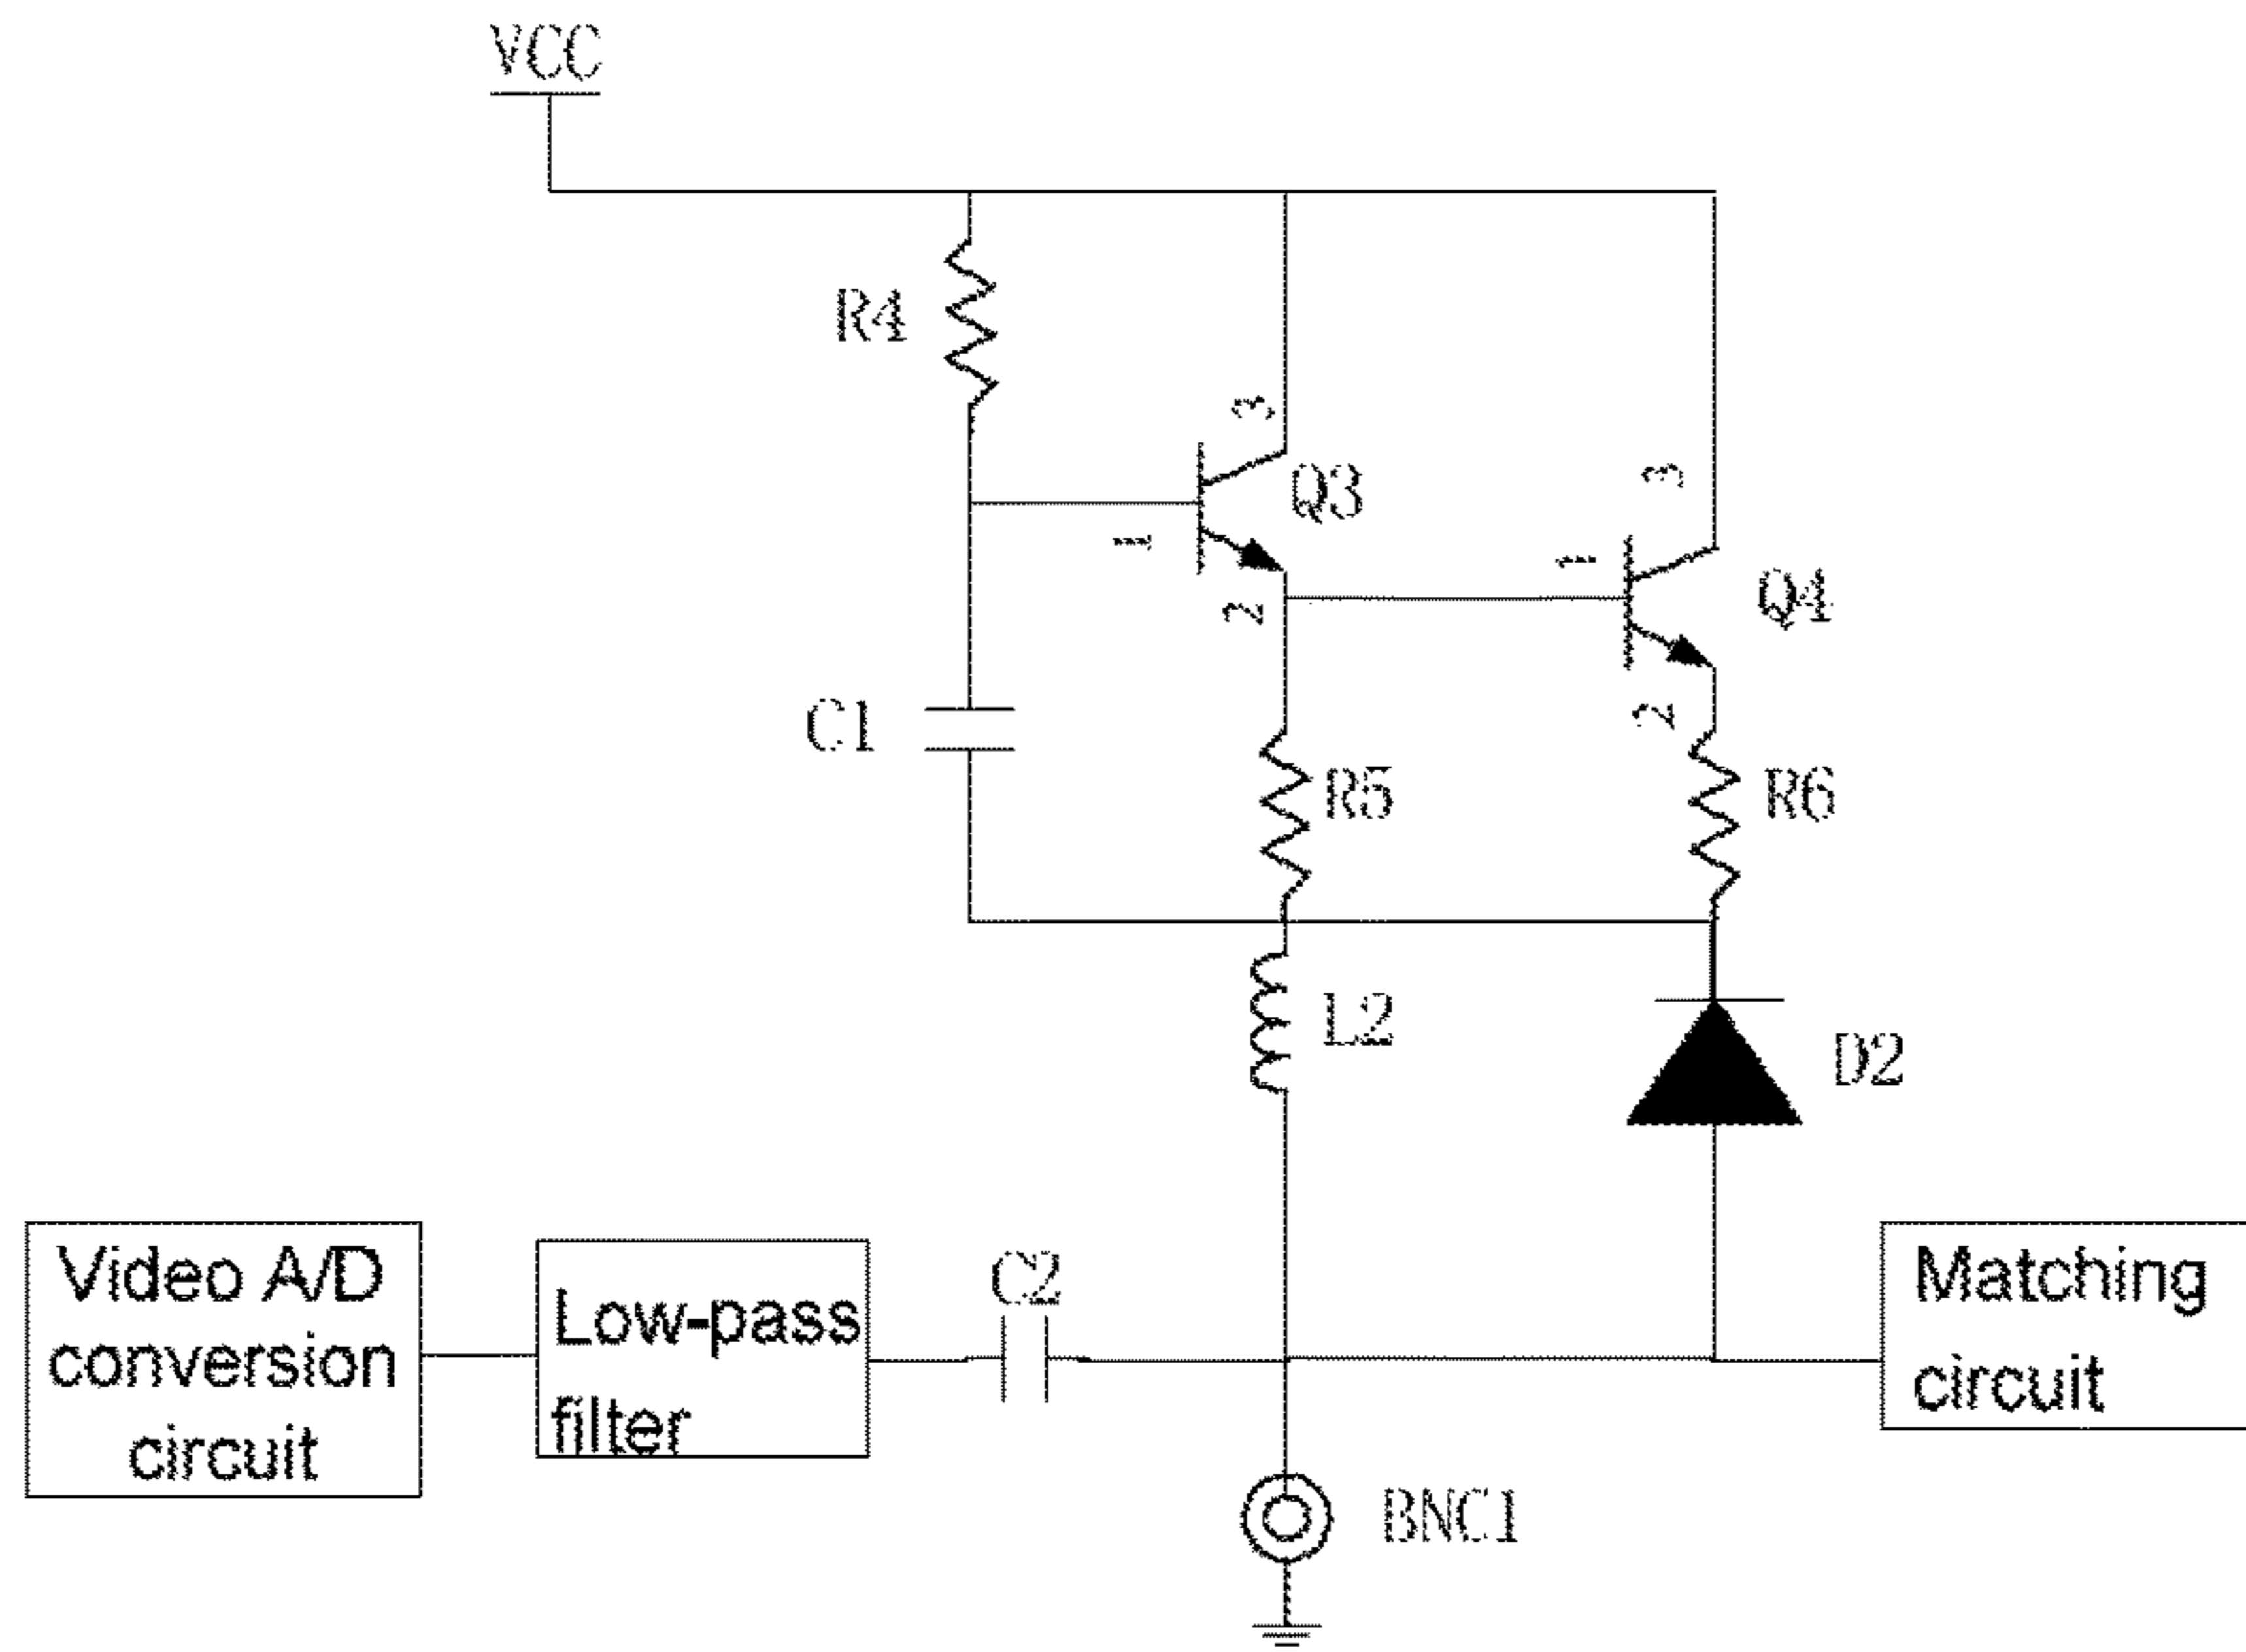 VCC
R4
3
Q3
3
1
1
Q4
2
2
C1
R5
R6
L2
D2
Video A/D
conversion
circuit
Low-pass
filter
C2
Matching
circuit
BNC1